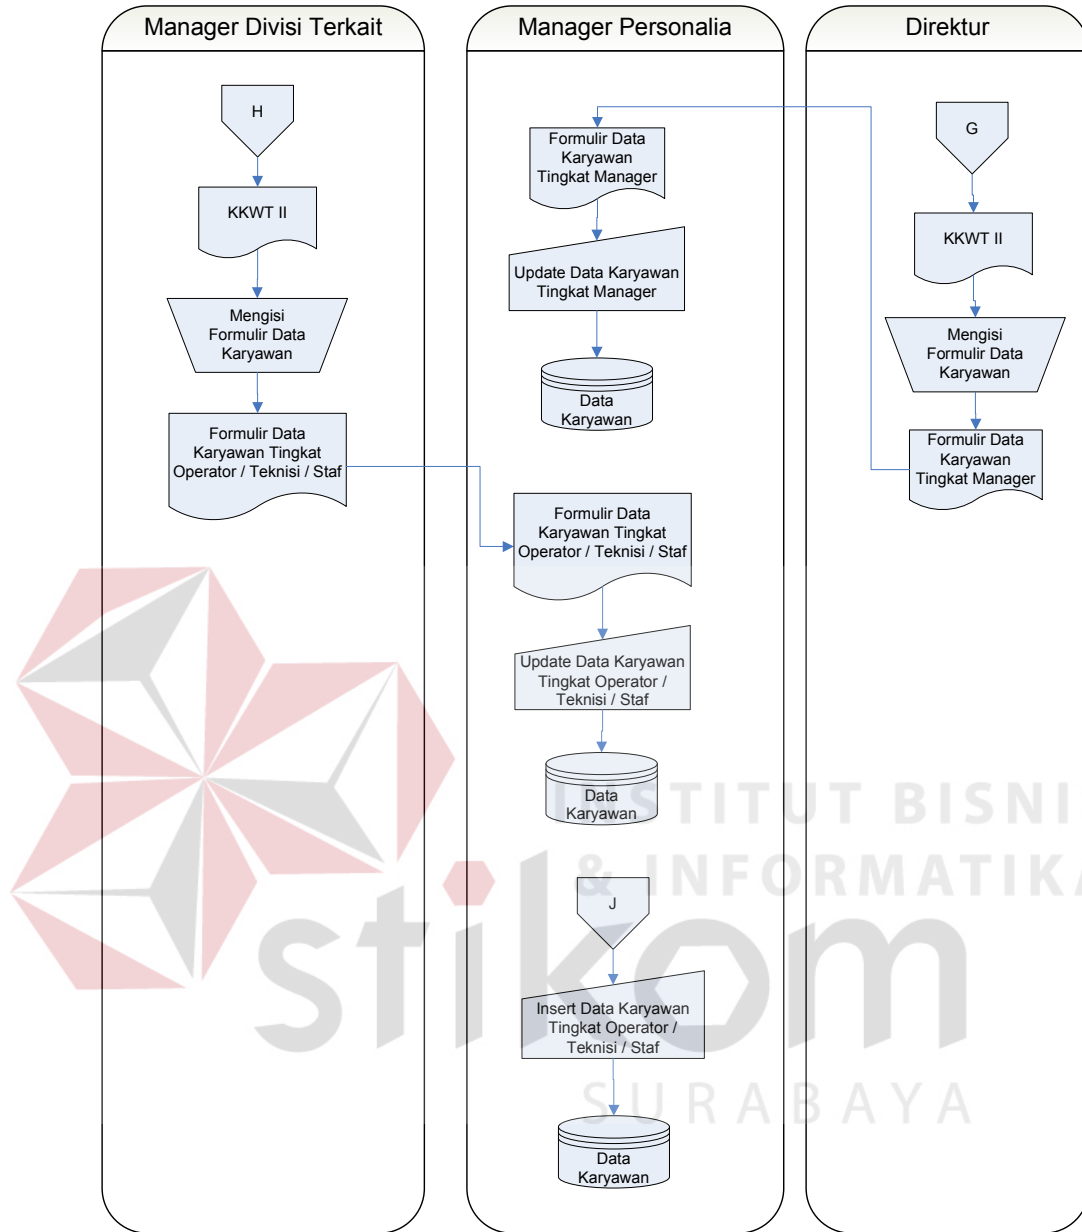 Manager Divisi Terkait
H
KKWT II
Mengisi
Formulir Data
Karyawan
Formulir Data
Karyawan Tingkat
Operator / Teknisi / Staf
Manager Personalia
Formulir Data
Karyawan
Tingkat Manager
Update Data Karyawan
Tingkat Manager
Data
Karyawan
Formulir Data
Karyawan Tingkat
Operator / Teknisi / Staf
Update Data Karyawan
Tingkat Operator /
Teknisi / Staf
Data
Karyawan
J
Insert Data Karyawan
Tingkat Operator /
Teknisi / Staf
Data
Karyawan
Direktur
G
KKWT II
Mengisi
Formulir Data
Karyawan
Formulir Data
Karyawan
Tingkat Manager
INSTITUT BISNI
& INFORMATIKA
stikom
SURABAYA